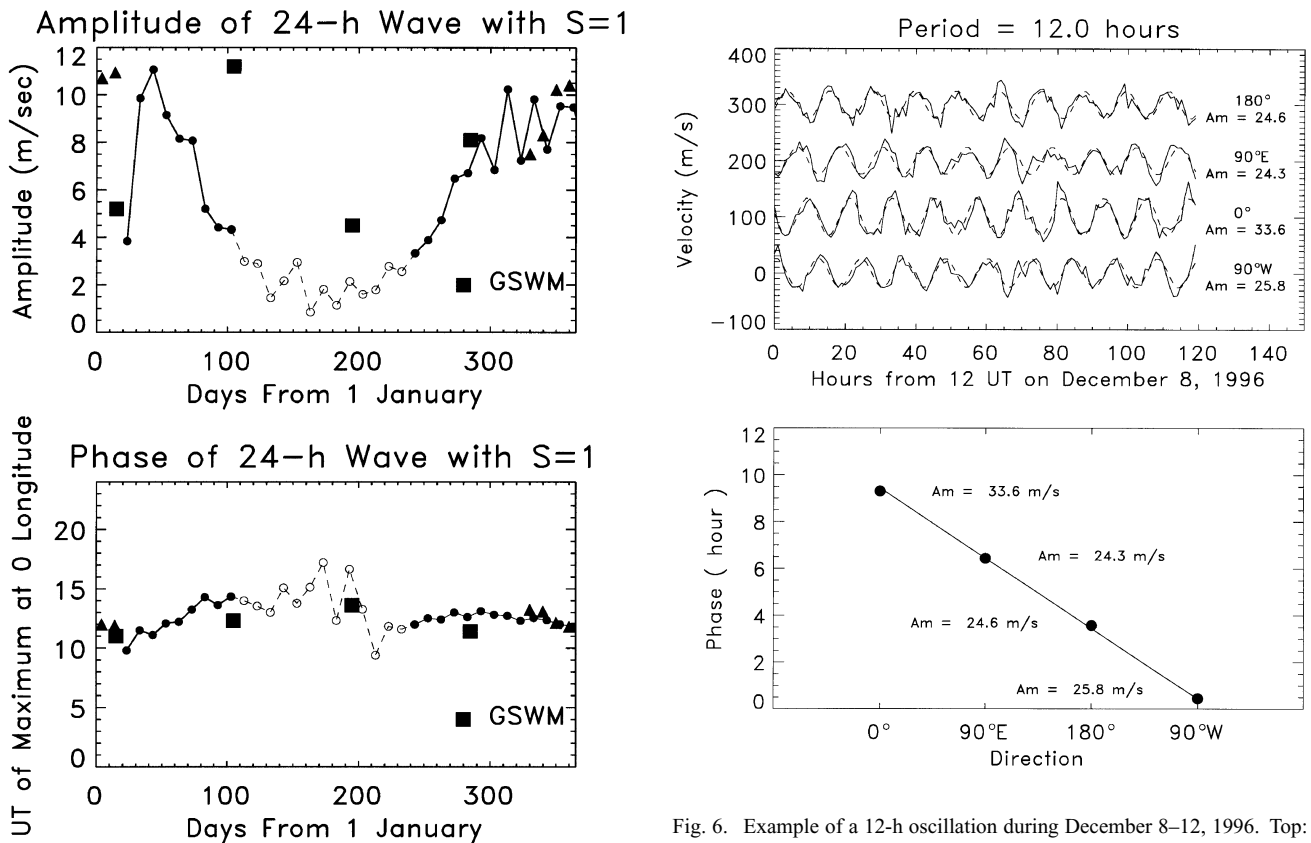 Amplitude of 24-h Wave with S=1
Amplitude (m/sec)
12
10
8
6
4
2
0
GSWM
0 100 200 300
Days From 1 January
Phase of 24-h Wave with S=1
UT of Maximum at 0 Longitude
20
15
10
5
0
GSWM
0 100 200 300
Days From 1 January
Period = 12.0 hours
Velocity (m/s)
400
300
200
100
0
-100
180°
Am = 24.6
90°E
Am = 24.3
0°
Am = 33.6
90°W
Am = 25.8
0 20 40 60 80 100 120 140
Hours from 12 UT on December 8, 1996
Phase ( hour )
12
10
8
6
4
2
0
Am = 33.6 m/s
Am = 24.3 m/s
Am = 24.6 m/s
Am = 25.8 m/s
0° 90°E 180° 90°W
Direction
Fig. 6. Example of a 12-h oscillation during December 8–12, 1996. Top: